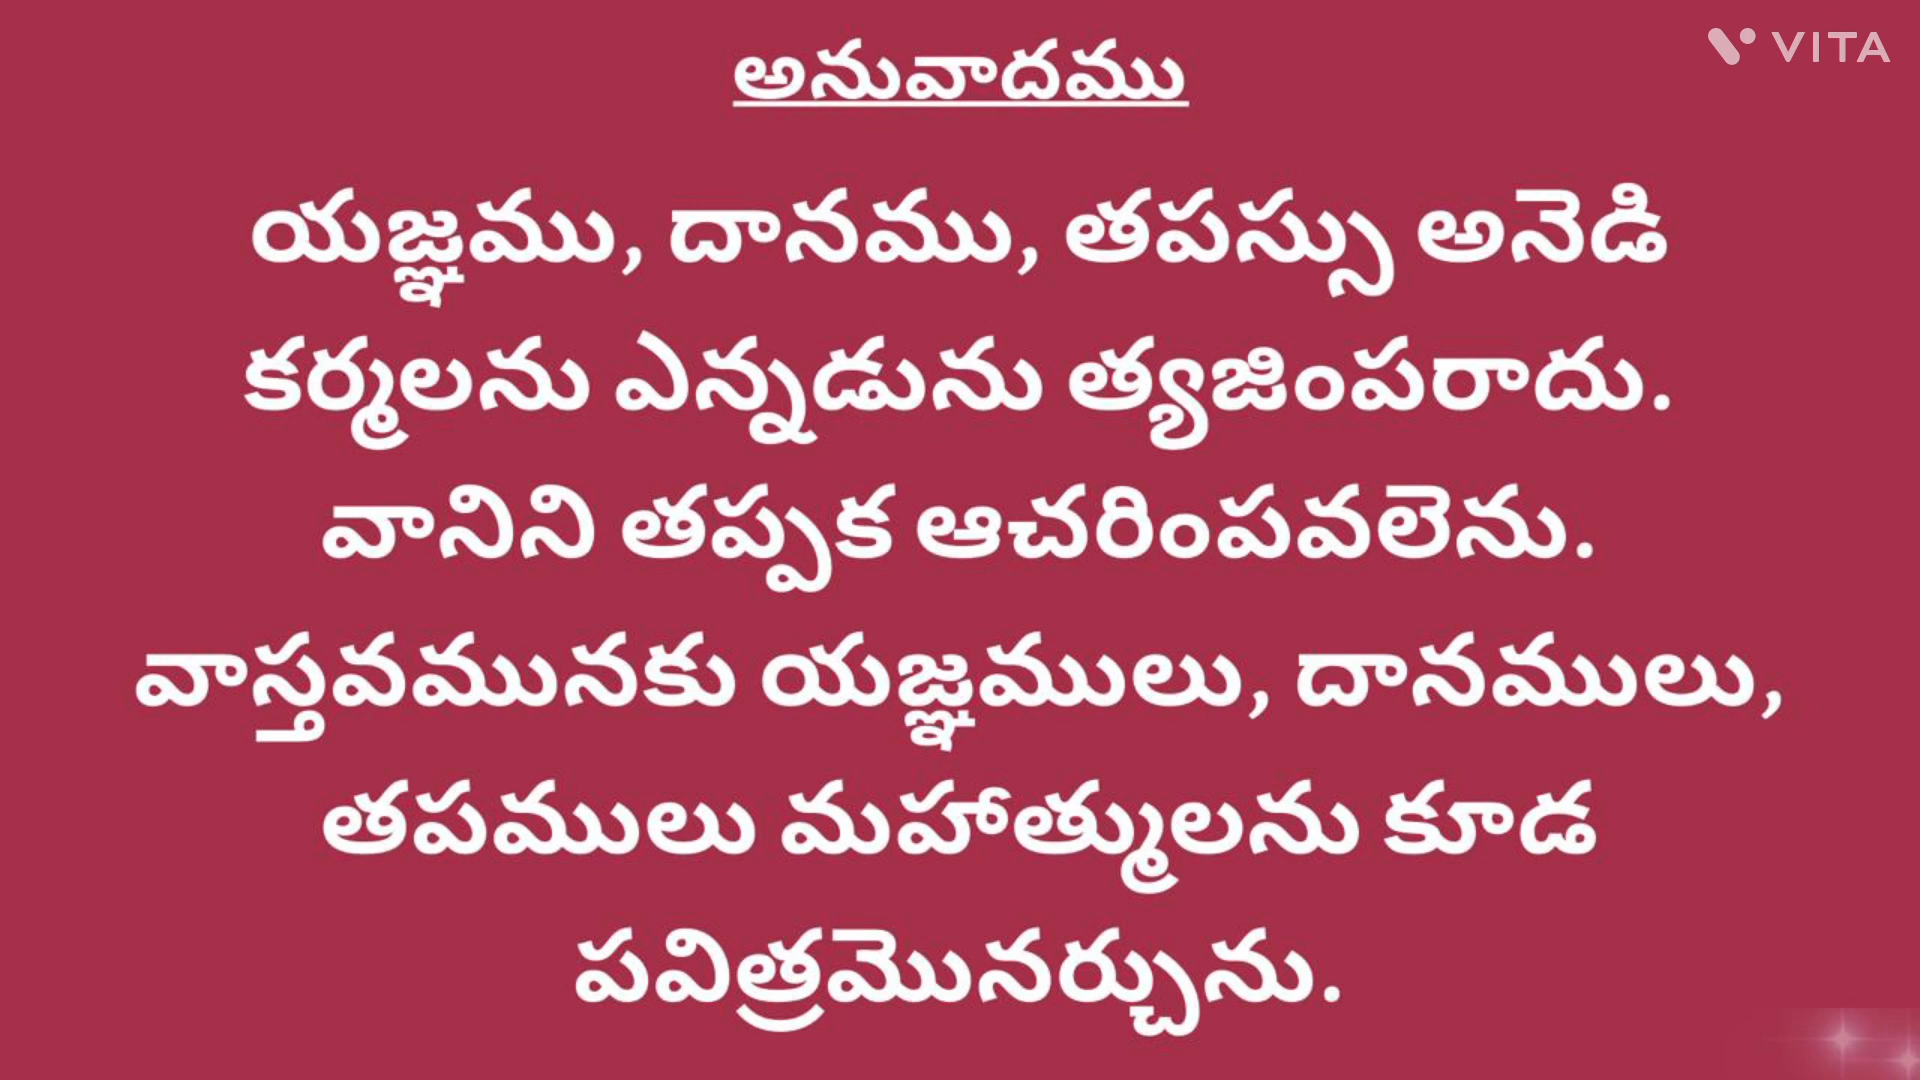 VITA
అనువాదము
యజ్ఞము, దానము, తపస్సు అనెడి
కర్మలను ఎన్నడును త్యజింపరాదు.
వానిని తప్పక ఆచరింపవలెను.
వాస్తవమునకు యజ్ఞములు, దానములు,
తపములు మహాత్ములను కూడ
పవిత్రమొనర్చును.